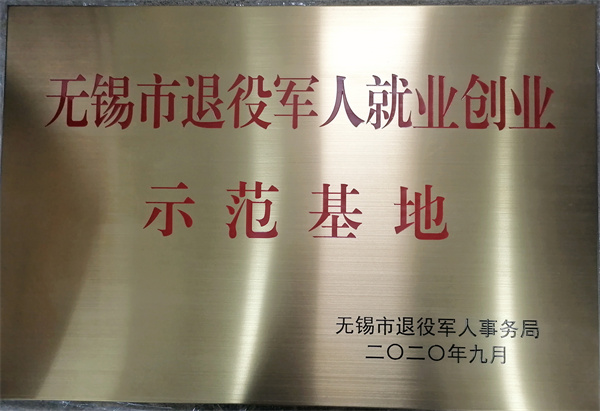 无锡市退役军人就业创业
示范基地
无锡市退役军人事务局
二〇二〇年九月